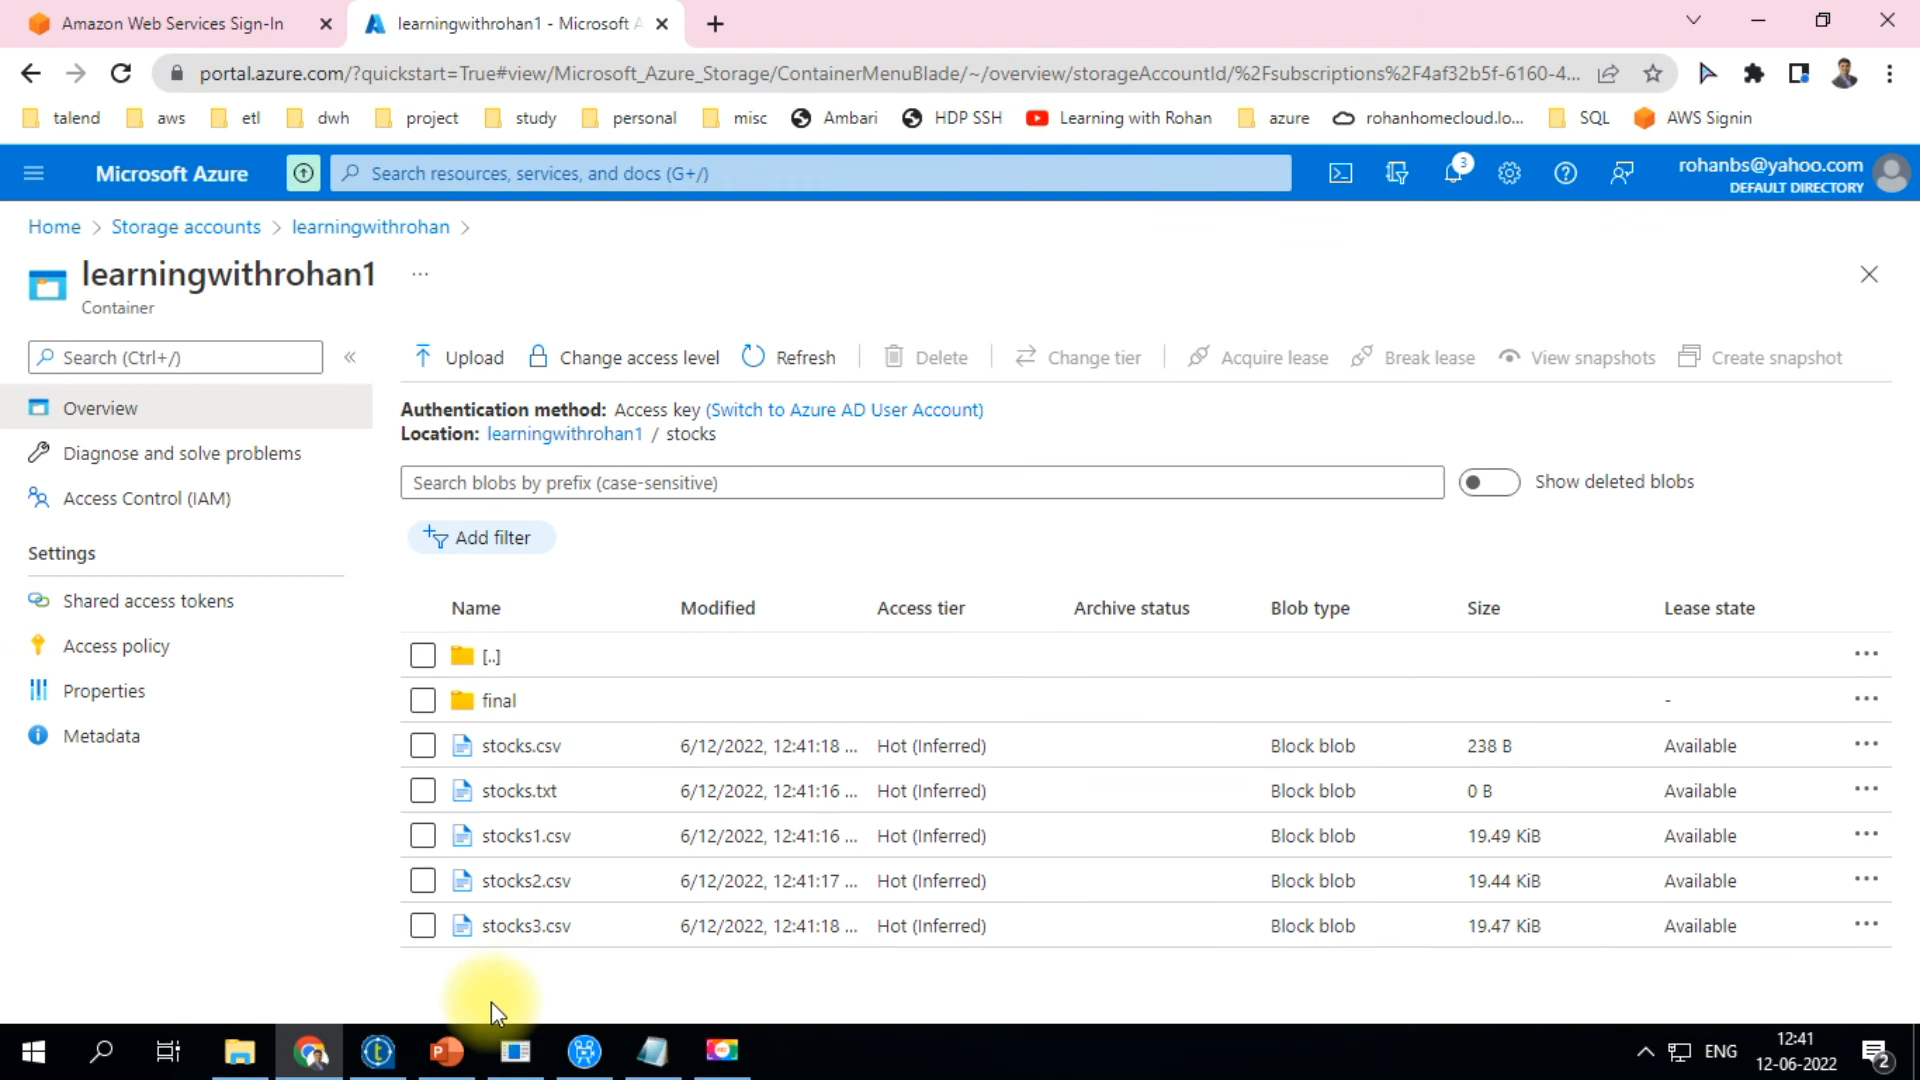 Amazon Web Services Sign-In
learningwithrohan1 - Microsoft A
portal.azure.com/?quickstart=True#view/Microsoft_Azure_Storage/ContainerMenuBlade/~/overview/storageAccountId/%2Fsubscriptions%2F4af32b5f-6160-4...
talend aws etl dwh project study personal misc Ambari HDP SSH Learning with Rohan azure rohanhomecloud.lo... SQL AWS Signin
Microsoft Azure
Search resources, services, and docs (G+/)
3
rohanbs@yahoo.com
DEFAULT DIRECTORY
Home > Storage accounts > learningwithrohan >
learningwithrohan1 ...
Container
Search (Ctrl+/) «
Upload Change access level Refresh Delete Change tier Acquire lease Break lease View snapshots Create snapshot
Overview
Diagnose and solve problems
Access Control (IAM)
Settings
Shared access tokens
Access policy
Properties
Metadata
Authentication method: Access key (Switch to Azure AD User Account)
Location: learningwithrohan1 / stocks
Search blobs by prefix (case-sensitive)
Show deleted blobs
Add filter
Name Modified Access tier Archive status Blob type Size Lease state
[..] ...
final - ...
stocks.csv 6/12/2022, 12:41:18 ... Hot (Inferred) Block blob 238 B Available ...
stocks.txt 6/12/2022, 12:41:16 ... Hot (Inferred) Block blob 0 B Available ...
stocks1.csv 6/12/2022, 12:41:16 ... Hot (Inferred) Block blob 19.49 KiB Available ...
stocks2.csv 6/12/2022, 12:41:17 ... Hot (Inferred) Block blob 19.44 KiB Available ...
stocks3.csv 6/12/2022, 12:41:18 ... Hot (Inferred) Block blob 19.47 KiB Available ...
ENG
12:41
12-06-2022
2